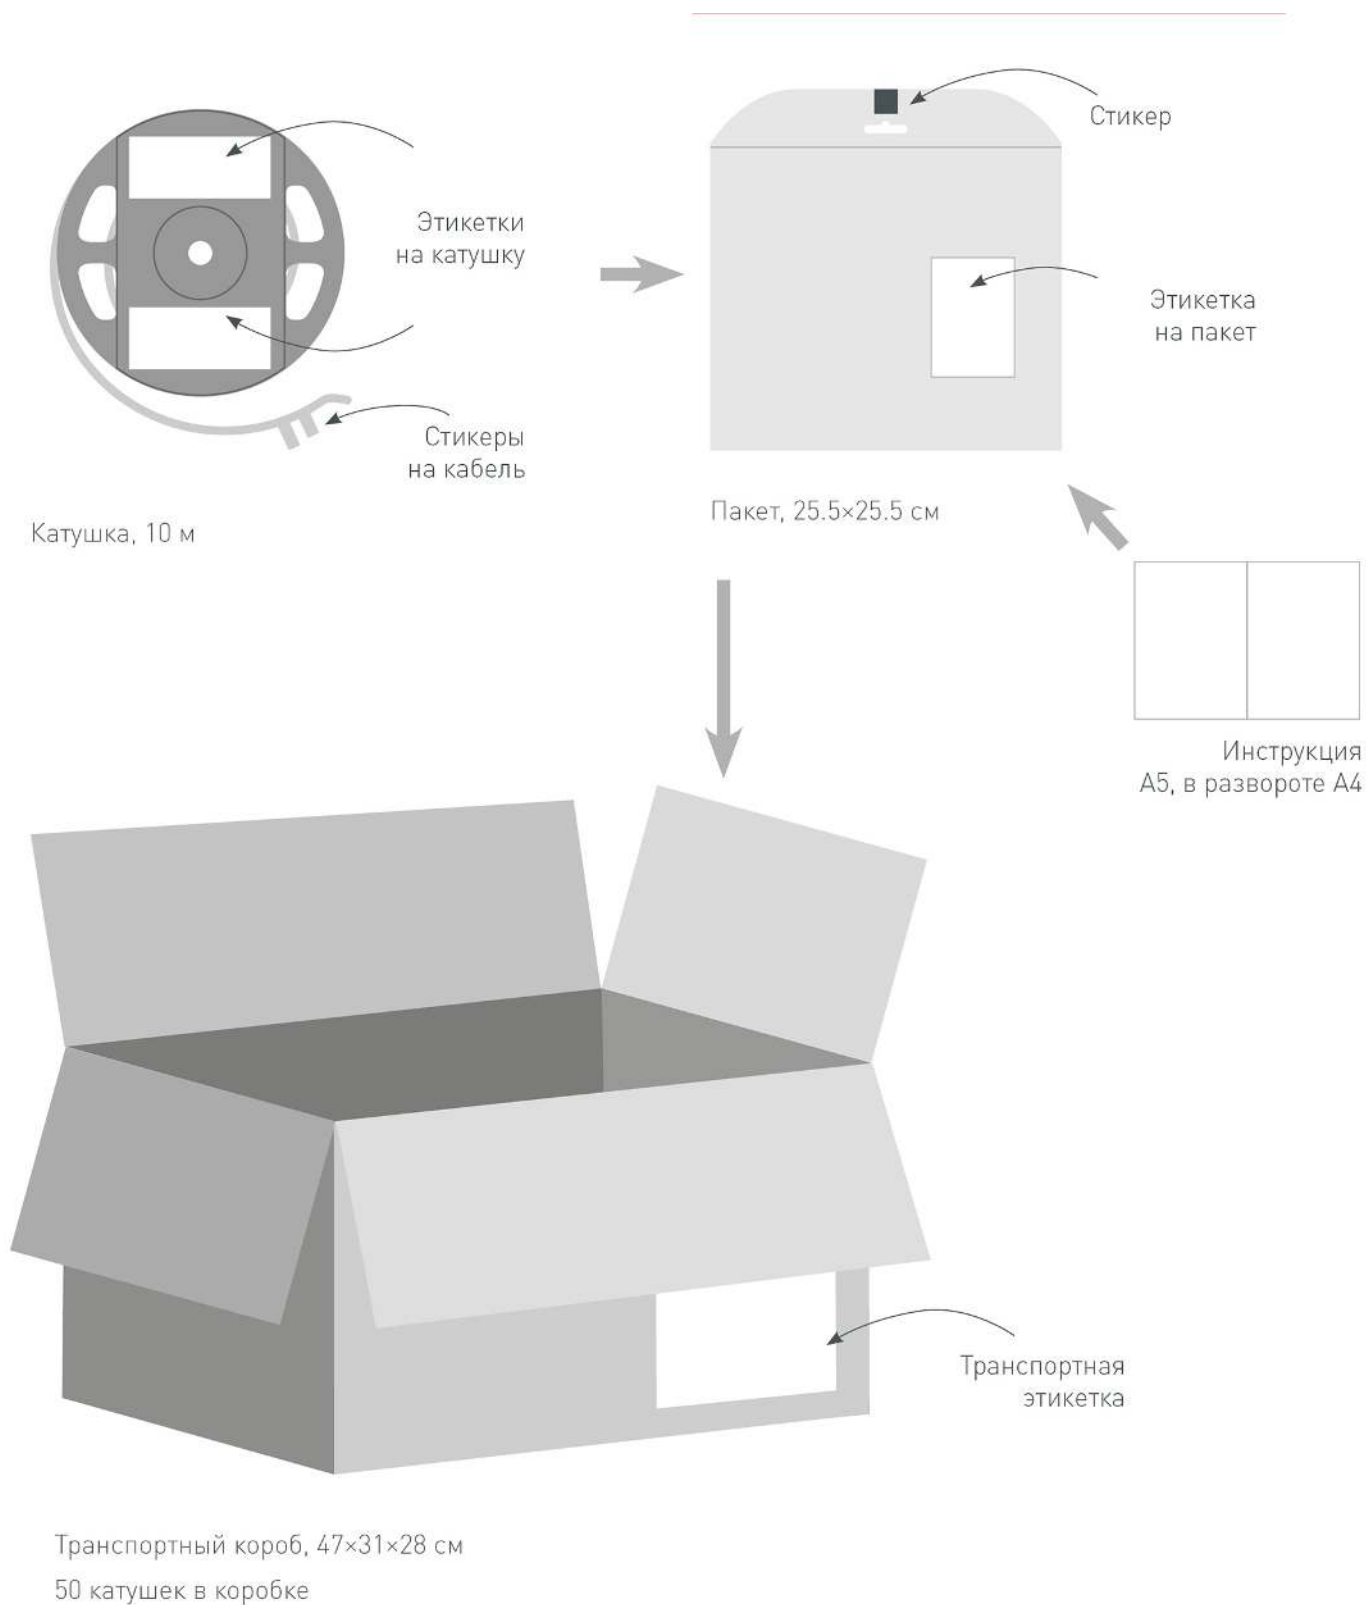 Стикер
Этикетки
на катушку
Этикетка
на пакет
Стикеры
на кабель
Катушка, 10 м
Пакет, 25.5×25.5 см
Инструкция
А5, в развороте А4
Транспортная
этикетка
Транспортный короб, 47×31×28 см
50 катушек в коробке